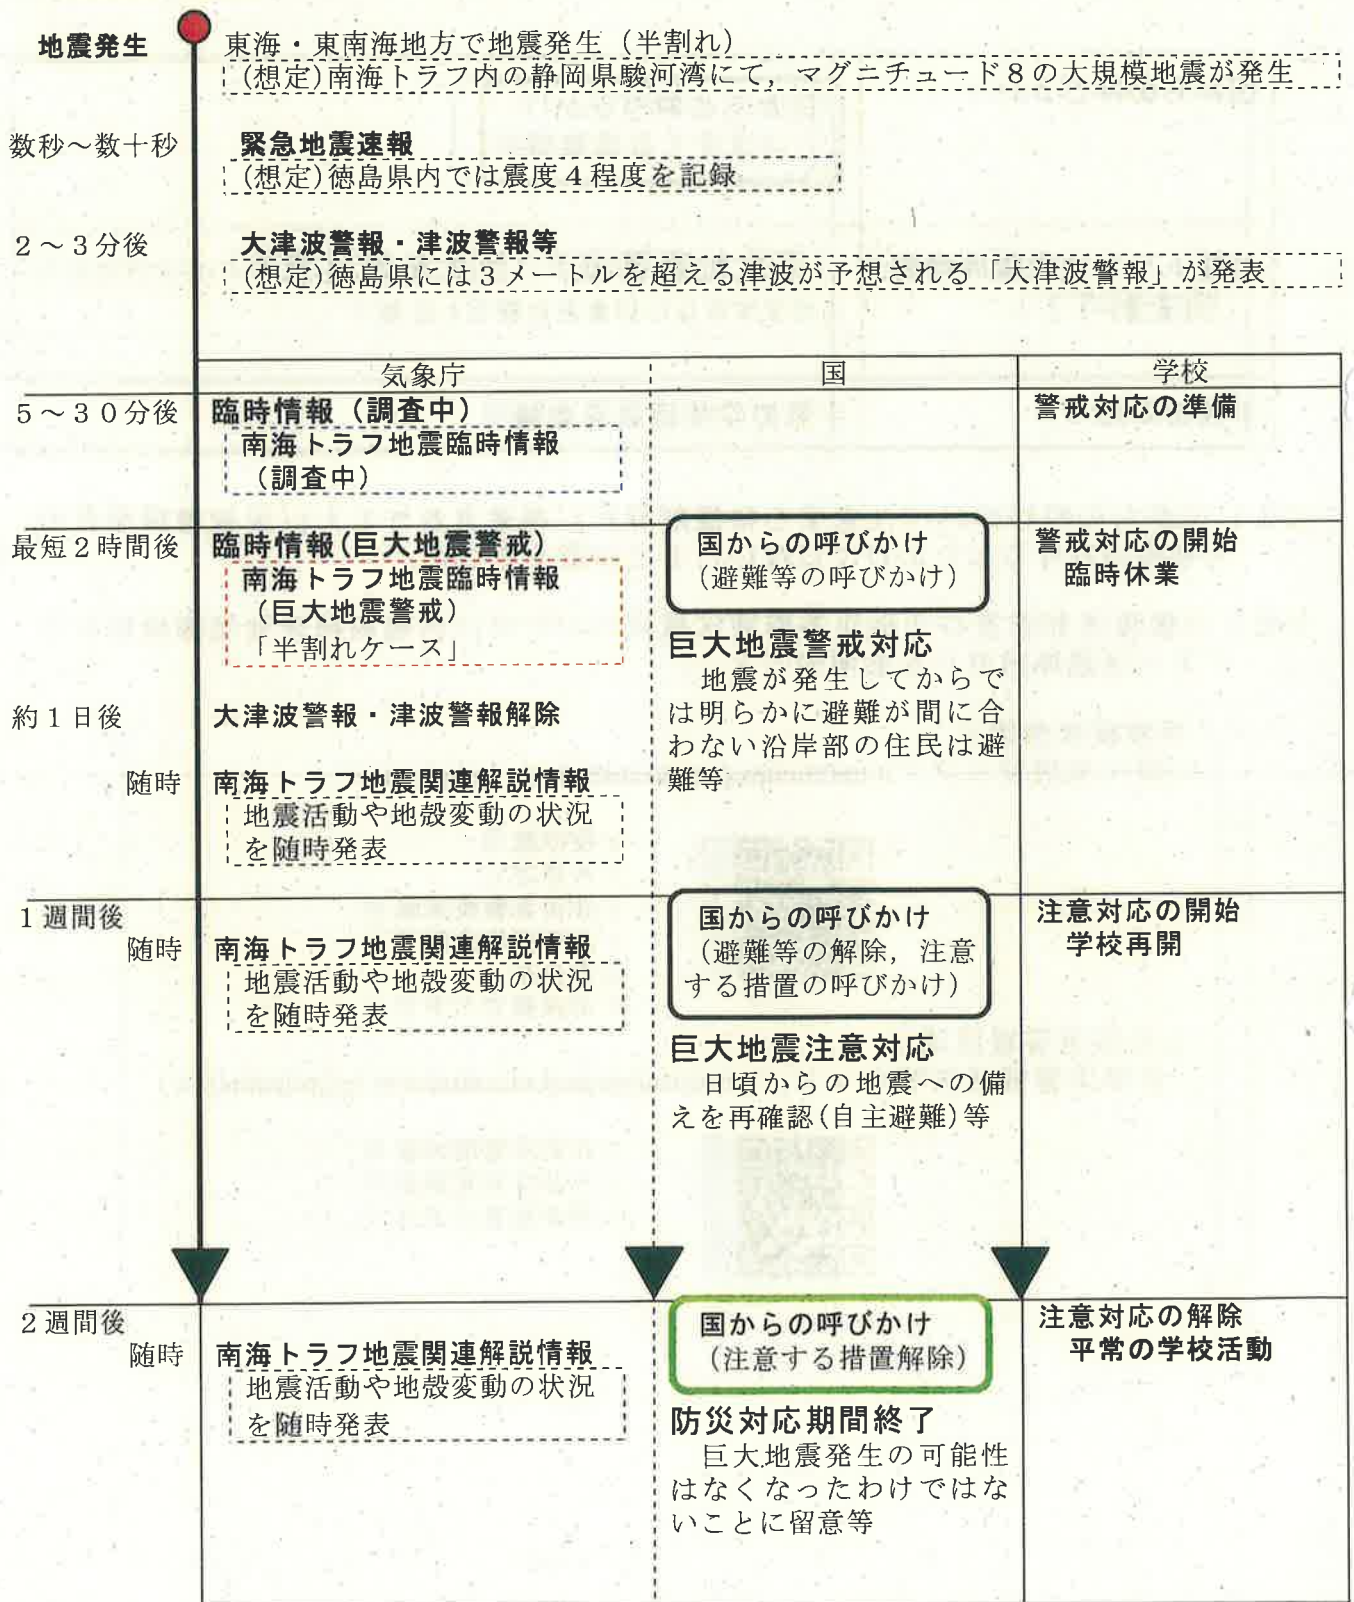 地震発生
東海・東南海地方で地震発生（半割れ）
(想定)南海トラフ内の静岡県駿河湾にて，マグニチュード８の大規模地震が発生
数秒～数十秒
緊急地震速報
(想定)徳島県内では震度４程度を記録
２～３分後
大津波警報・津波警報等
(想定)徳島県には３メートルを超える津波が予想される「大津波警報」が発表
気象庁
国
学校
５～３０分後
臨時情報（調査中）
南海トラフ地震臨時情報
（調査中）
警戒対応の準備
最短２時間後
臨時情報(巨大地震警戒)
南海トラフ地震臨時情報
（巨大地震警戒）
「半割れケース」
国からの呼びかけ
（避難等の呼びかけ）
巨大地震警戒対応
地震が発生してからで
は明らかに避難が間に合
わない沿岸部の住民は避
難等
警戒対応の開始
臨時休業
約１日後
大津波警報・津波警報解除
随時
南海トラフ地震関連解説情報
地震活動や地殻変動の状況
を随時発表
１週間後
随時
南海トラフ地震関連解説情報
地震活動や地殻変動の状況
を随時発表
国からの呼びかけ
（避難等の解除，注意
する措置の呼びかけ）
巨大地震注意対応
日頃からの地震への備
えを再確認(自主避難)等
注意対応の開始
学校再開
２週間後
随時
南海トラフ地震関連解説情報
地震活動や地殻変動の状況
を随時発表
国からの呼びかけ
（注意する措置解除）
防災対応期間終了
巨大地震発生の可能性
はなくなったわけではな
いことに留意等
注意対応の解除
平常の学校活動